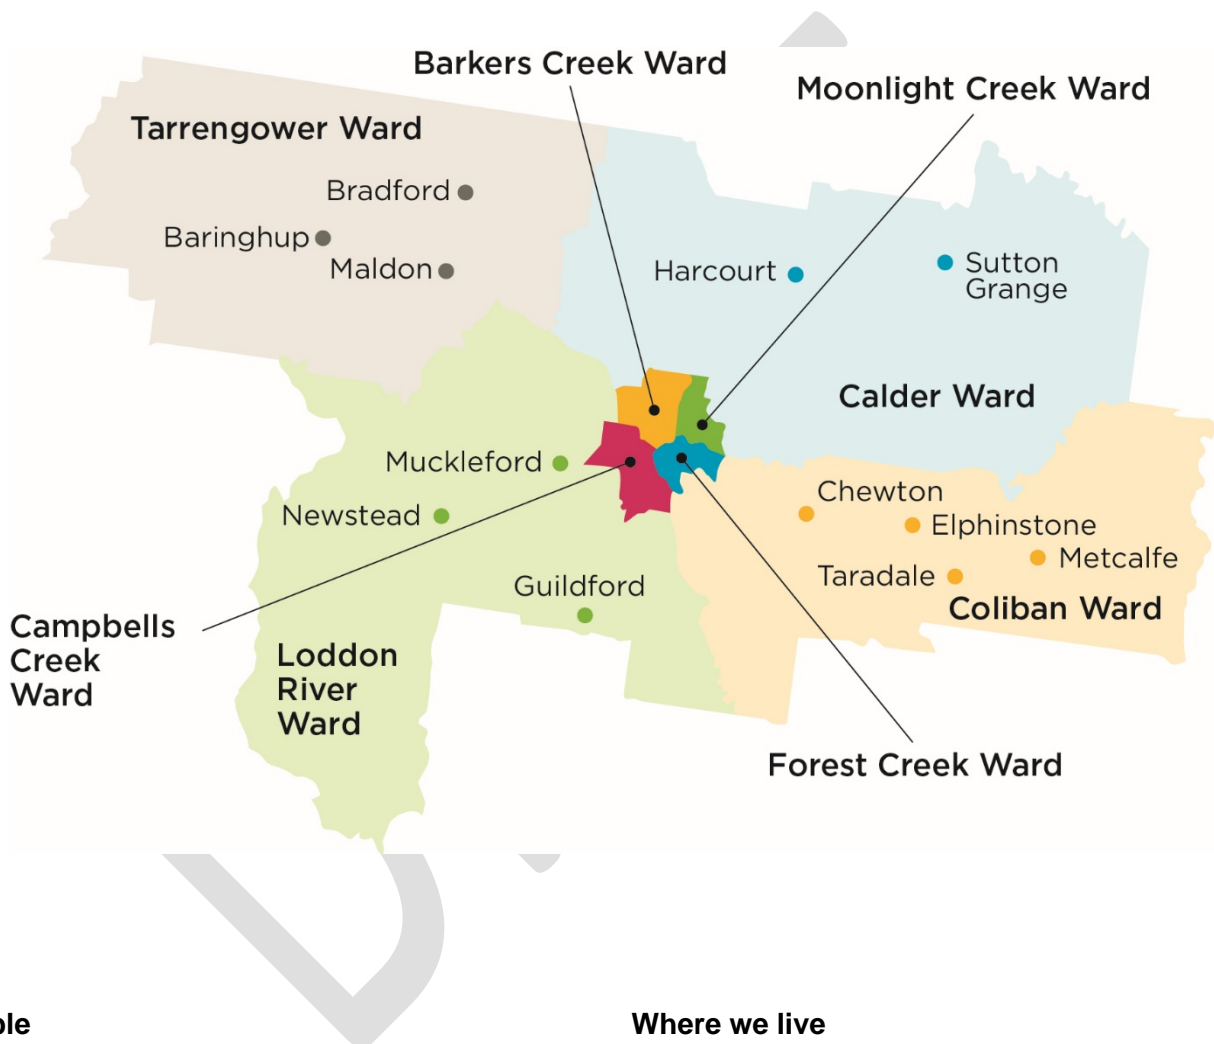 Barkers Creek Ward
Moonlight Creek Ward
Tarrengower Ward
Bradford
Baringhup
Maldon
Harcourt
Sutton
Grange
Calder Ward
Muckleford
Newstead
Guildford
Chewton
Elphinstone
Metcalfe
Taradale
Coliban Ward
Campbells
Creek
Ward
Loddon
River
Ward
Forest Creek Ward
Where we live